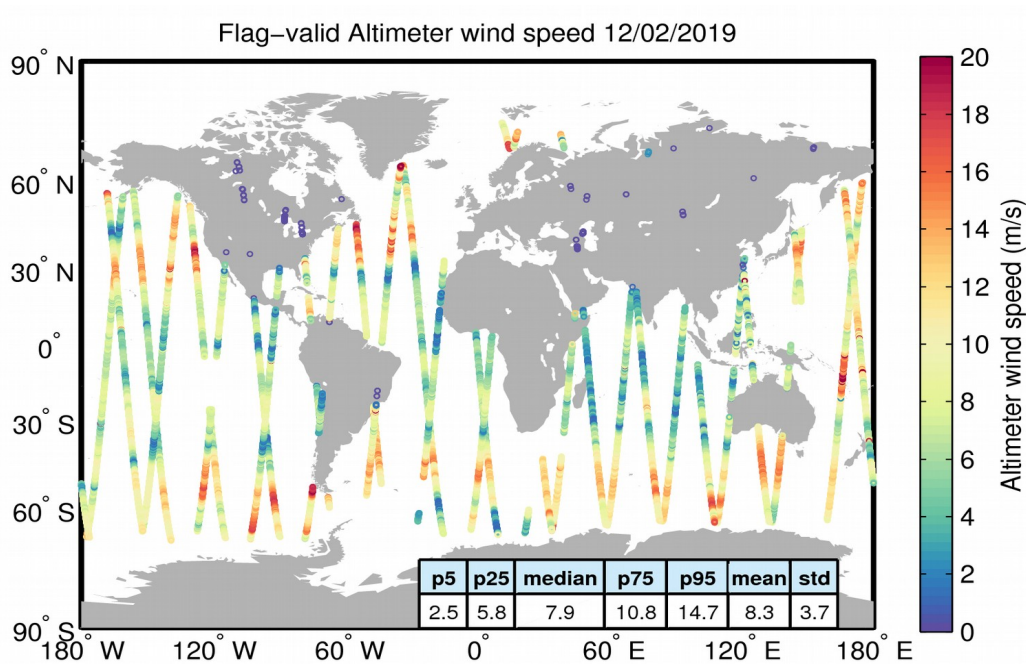 Flag−valid Altimeter wind speed 12/02/2019
90° N
60° N
30° N
0°
30° S
60° S
90° S
180° W
120° W
60° W
0°
60° E
120° E
180° E
p5 p25 median p75 p95 mean std
2.5 5.8 7.9 10.8 14.7 8.3 3.7
20
18
16
14
12
10
8
6
4
2
0
Altimeter wind speed (m/s)